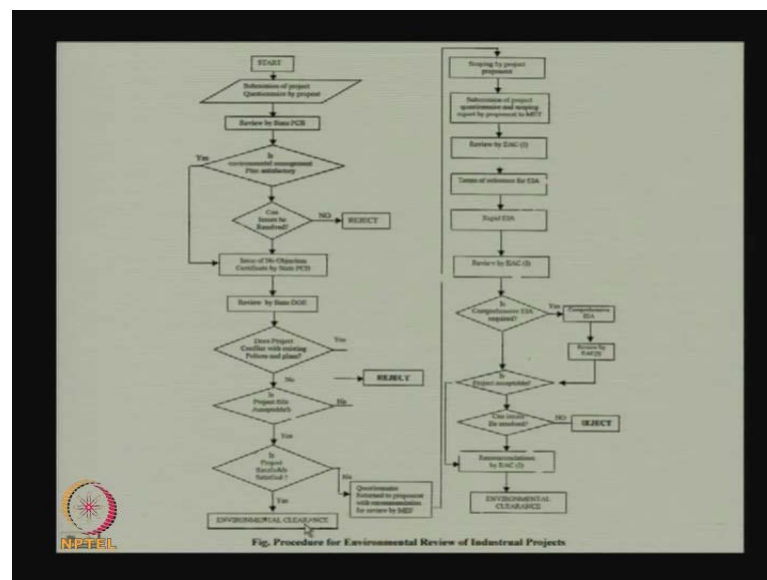 START
Submission of project
Questionnaire by
Review by State PCB
Is
environmental management
Plan satisfactory
Yes
Can
Issues be
Resolved?
NO
REJECT
Issue of No Objection
Certificate by State PCB
Review by State DOE
Does Project
Conflict with existing
Polices and plans?
Yes
REJECT
No
Is
Project Site
Acceptable
No
Yes
Is
Project
No
Questionnaire
Returned to proponent
with recommendation
for review by MEF
Yes
ENVIRONMENTAL CLEARANCE
Scoping by project
proponent
Submission of project
questionnaire and scoping
report by proponent to MEF
Review by EAC (I)
Terms of reference for EIA
Rapid EIA
Review by EAC (I)
Is
Comprehensive EIA
required?
Yes
Comprehensive
EIA
Review by
EAC(I)
Is
Project acceptable?
Can issues
Be resolved?
NO
REJECT
Recommendations
by EAC (I)
ENVIRONMENTAL
CLEARANCE
Fig. Procedure for Environmental Review of Industrual Projects
NPTEL